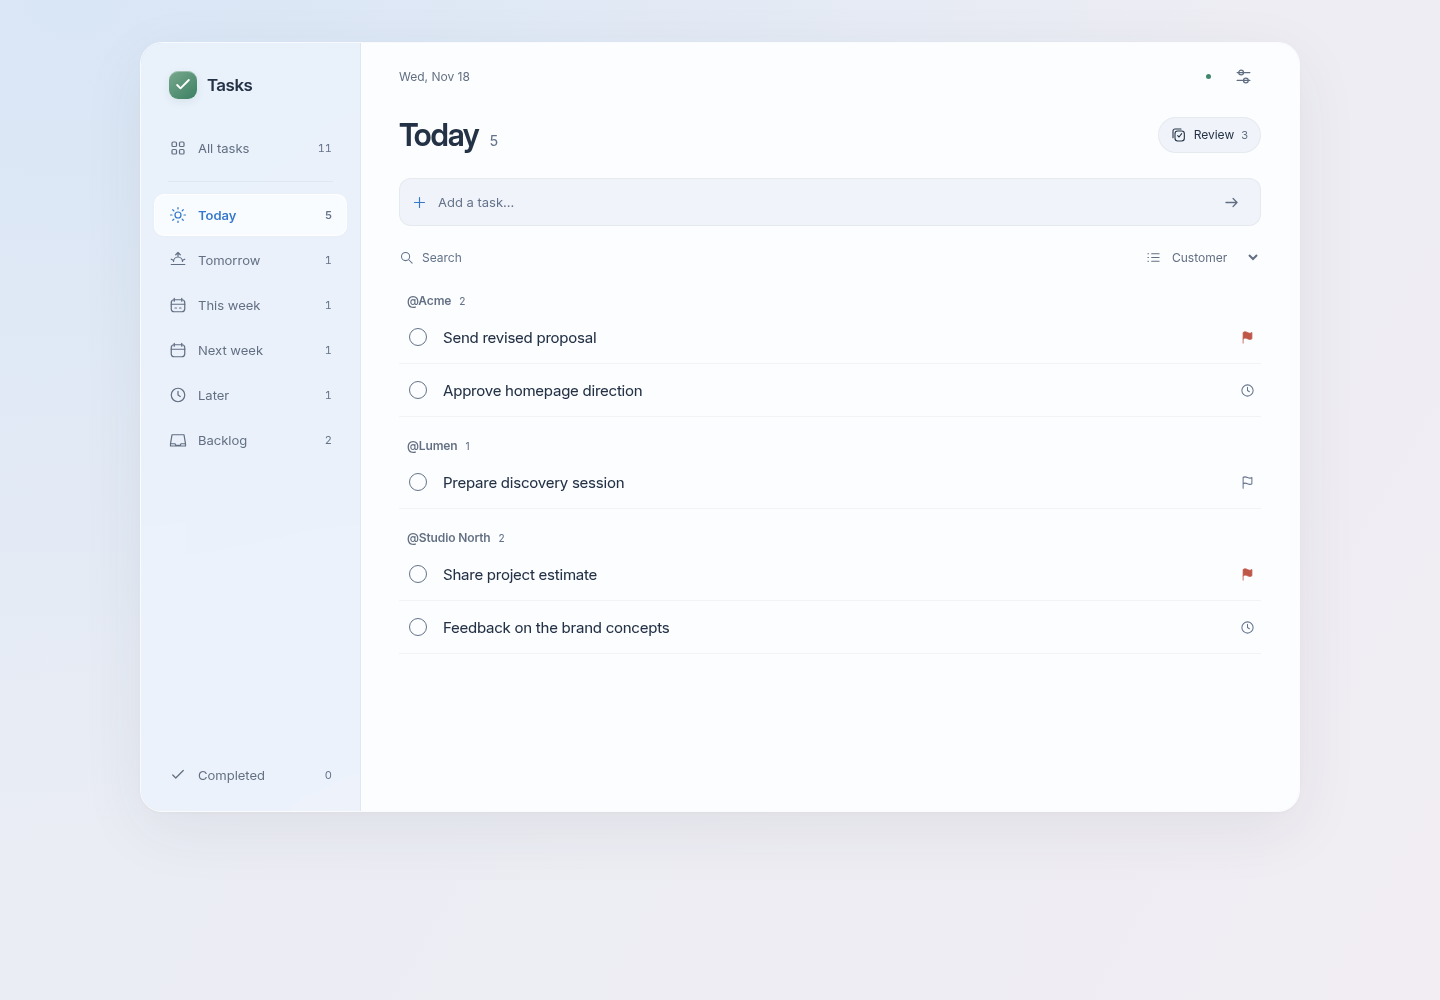 Tasks
All tasks 11
Today 5
Tomorrow 1
This week 1
Next week 1
Later 1
Backlog 2
Completed 0
Wed, Nov 18
Today 5
Review 3
Add a task...
Search
Customer
@Acme 2
Send revised proposal
Approve homepage direction
@Lumen 1
Prepare discovery session
@Studio North 2
Share project estimate
Feedback on the brand concepts